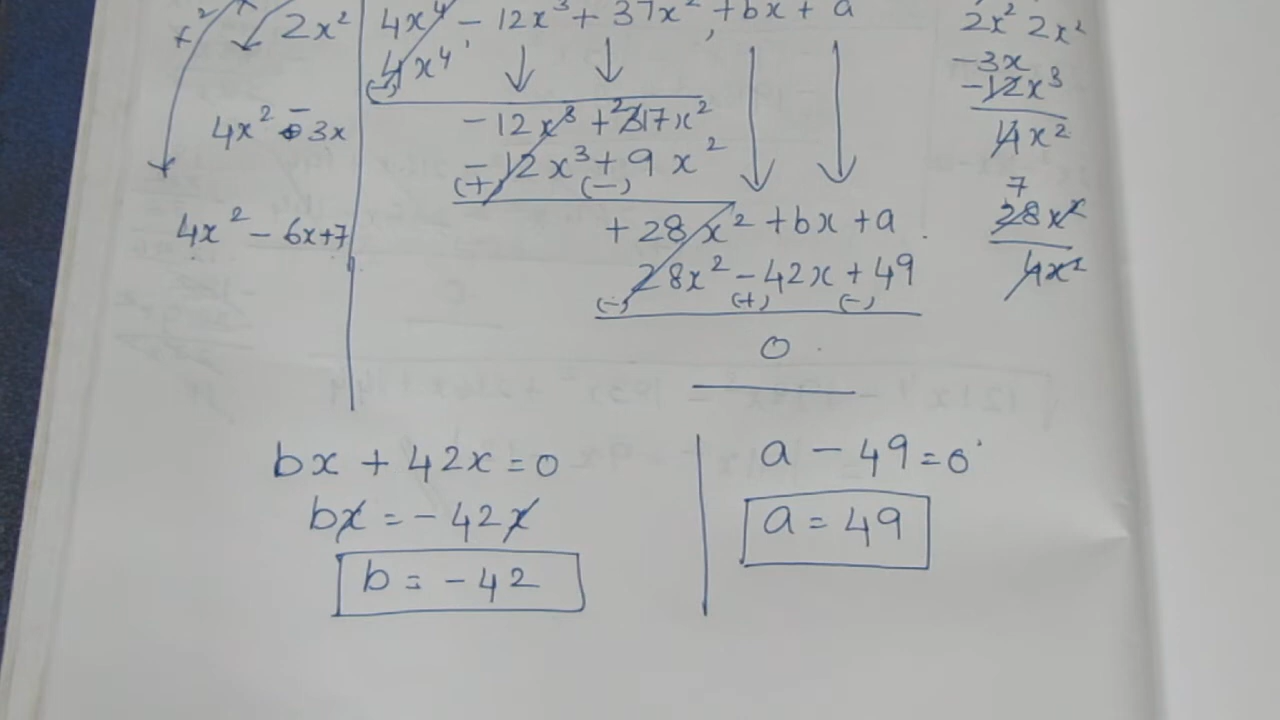 x² 2x² 4x⁴ - 12x³ + 37x² + bx + a 2x² 2x²
4x⁴ -3x
(-) -12x³
4x² - 3x -12x³ + 37x² 4x²
-12x³ + 9x²
(+) (-) 7
4x² - 6x+7 + 28x² + bx + a 28x²
28x² - 42x + 49 4x²
(-) (+) (-)
0
bx + 42x = 0 a - 49 = 0
bx = - 42x a = 49
b = - 42